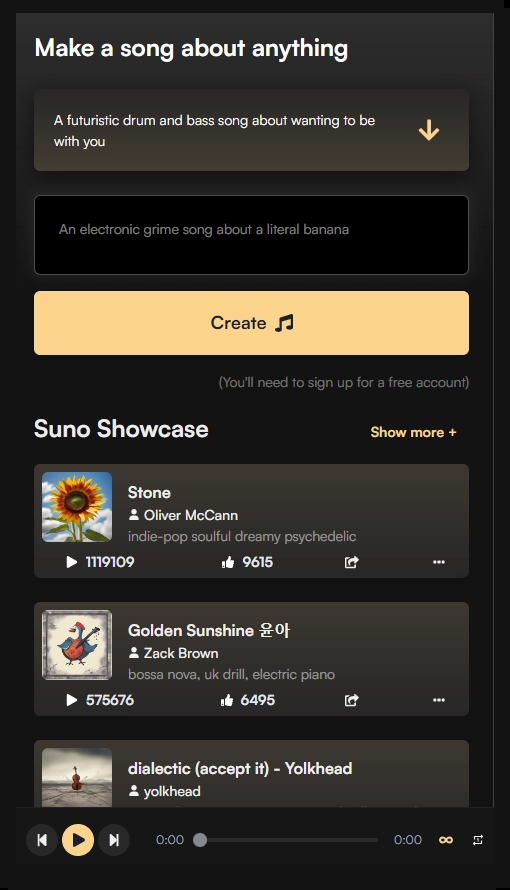 Make a song about anything
A futuristic drum and bass song about wanting to be
with you
An electronic grime song about a literal banana
Create
(You'll need to sign up for a free account)
Suno Showcase
Show more +
Stone
Oliver McCann
indie-pop soulful dreamy psychedelic
1119109
9615
Golden Sunshine 윤아
Zack Brown
bossa nova, uk drill, electric piano
575676
6495
dialectic (accept it) - Yolkhead
yolkhead
0:00
0:00